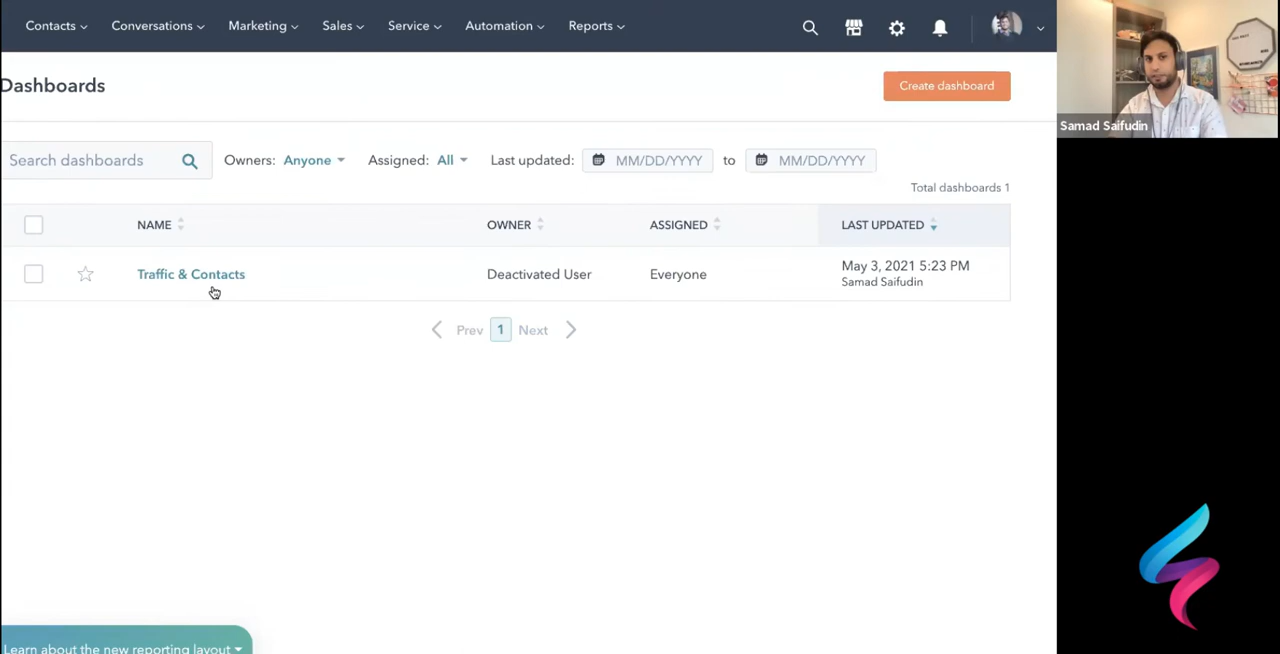 Contacts Conversations Marketing Sales Service Automation Reports
Dashboards
Create dashboard
Search dashboards Owners: Anyone Assigned: All Last updated: MM/DD/YYYY to MM/DD/YYYY
Total dashboards 1
NAME OWNER ASSIGNED LAST UPDATED
Traffic & Contacts Deactivated User Everyone May 3, 2021 5:23 PM
Samad Saifudin
Prev 1 Next
Learn about the new reporting layout
Samad Saifudin